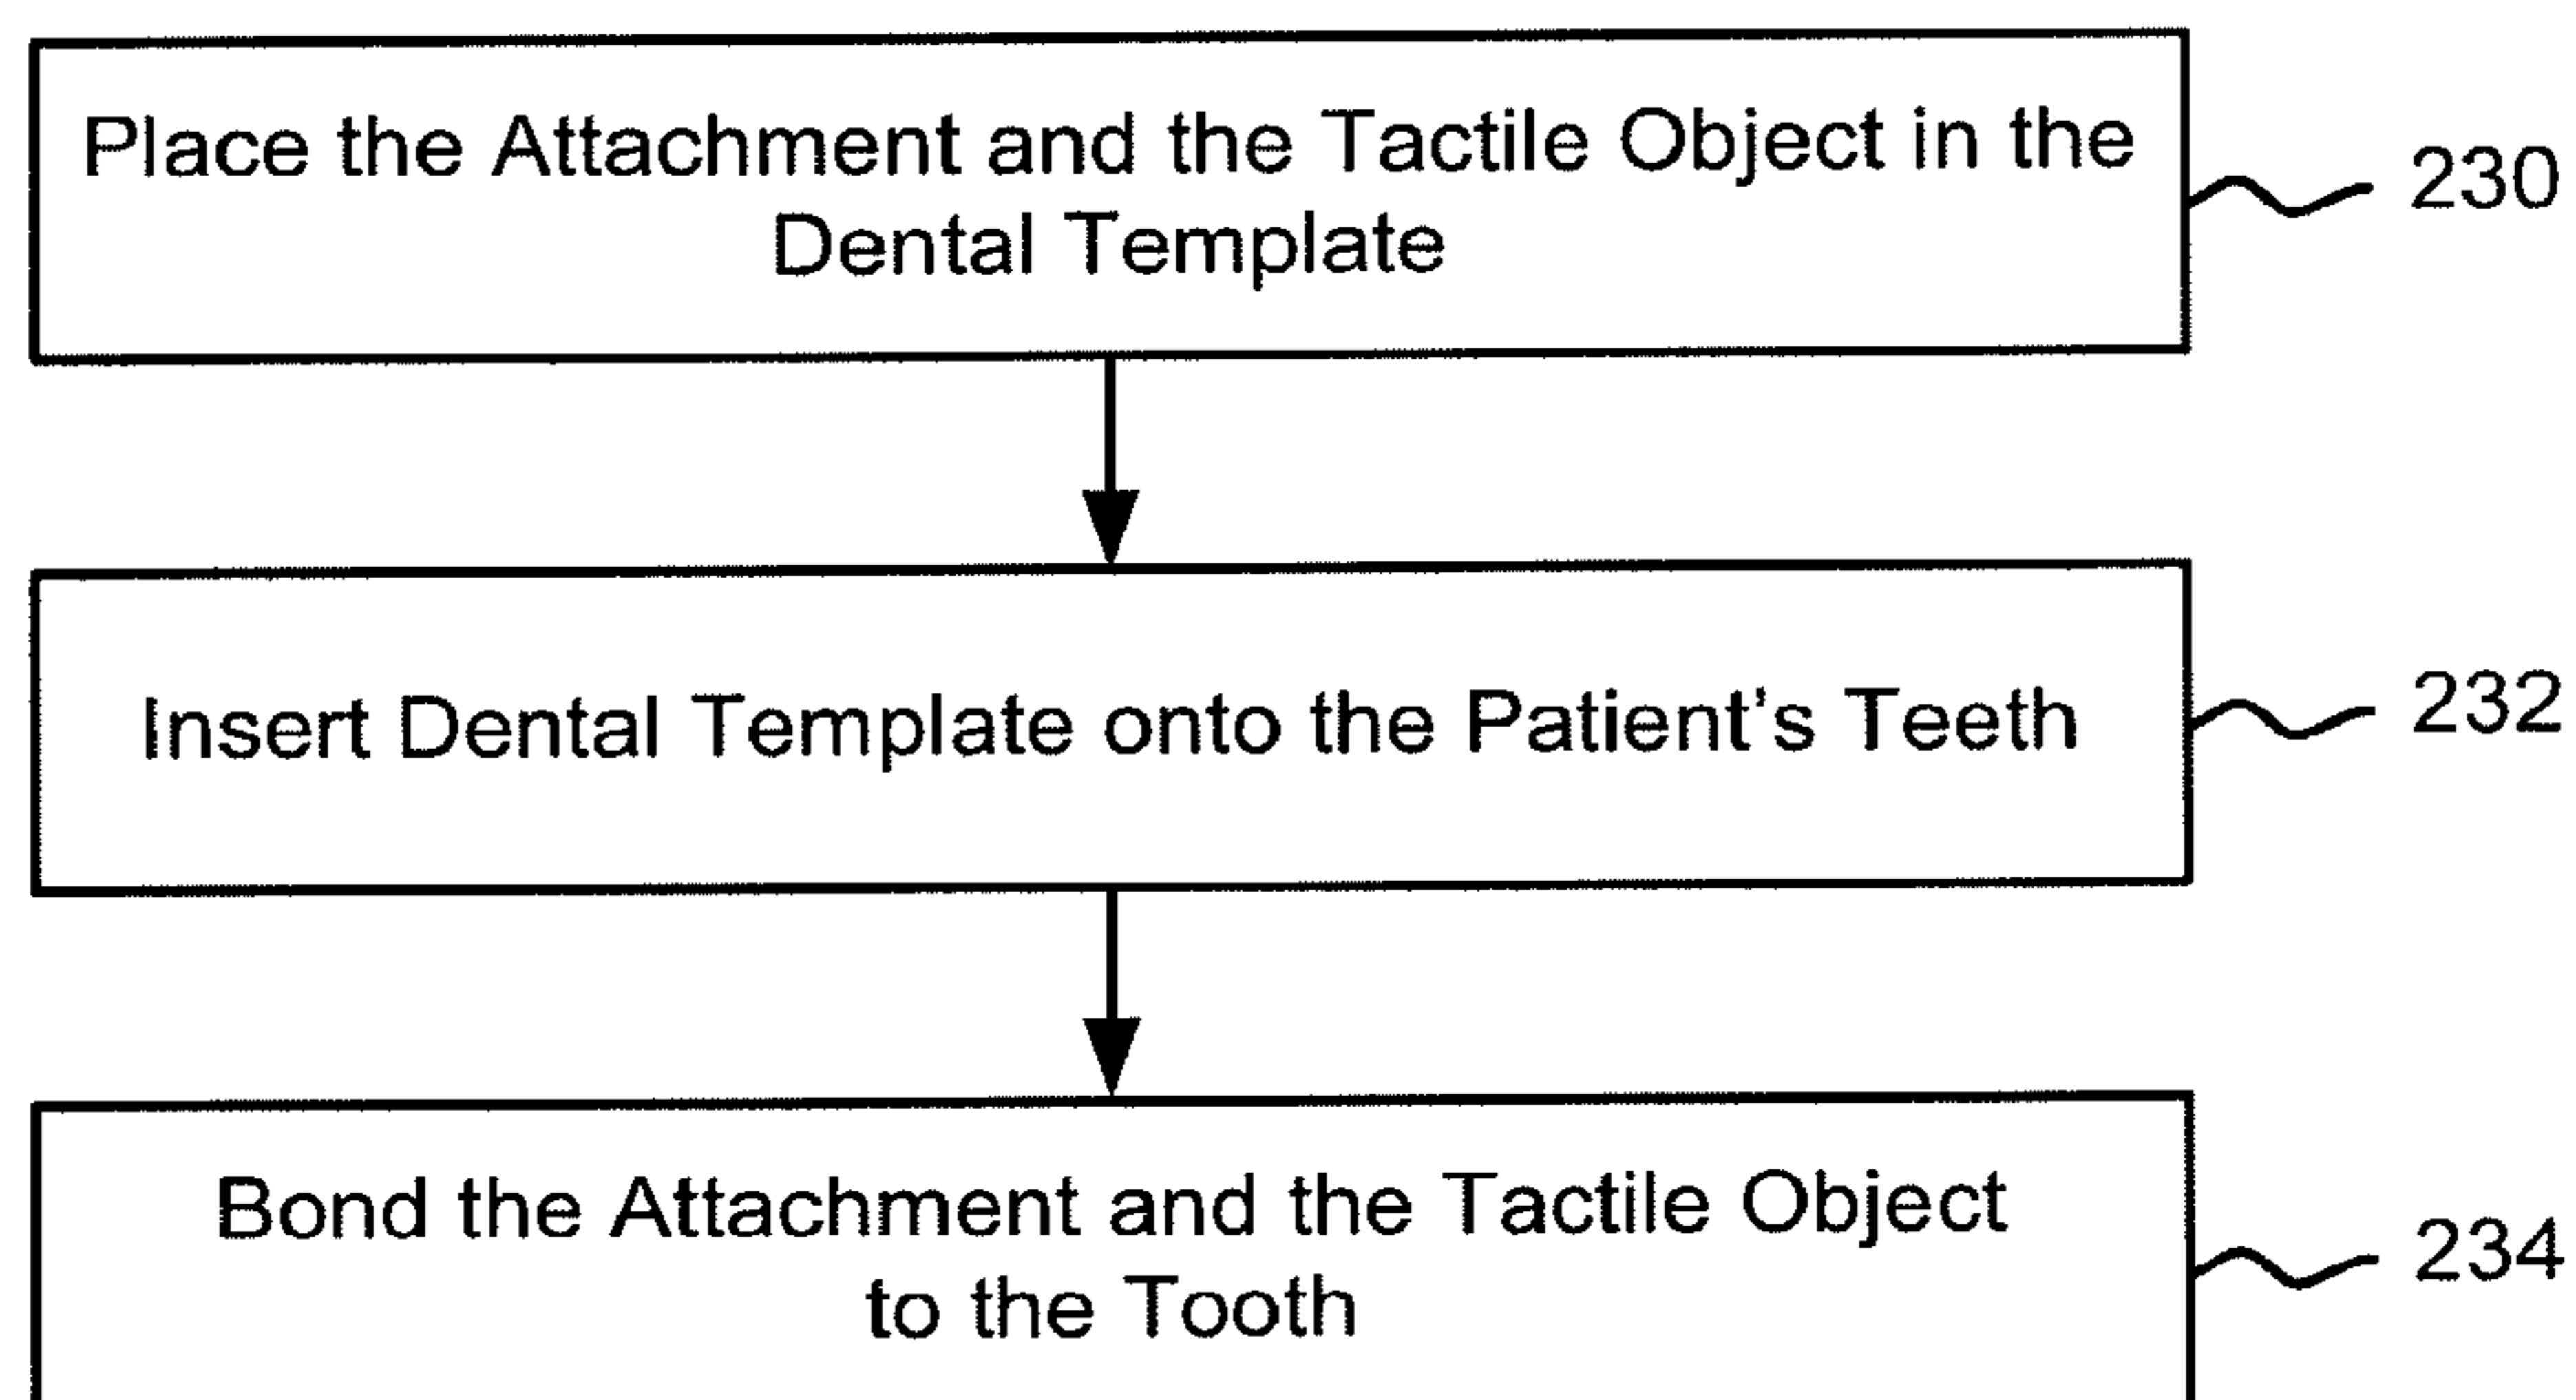 Place the Attachment and the Tactile Object in the
Dental Template
230
Insert Dental Template onto the Patient's Teeth
232
Bond the Attachment and the Tactile Object
to the Tooth
234